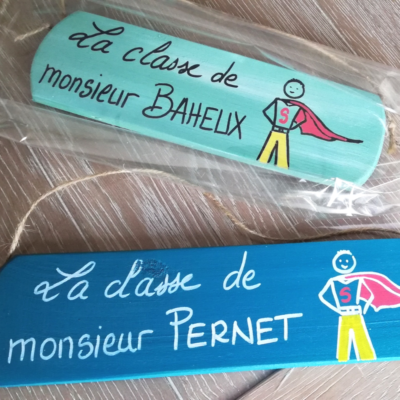 La classe de
monsieur BAHEUX
S
La classe de
monsieur PERNET
S